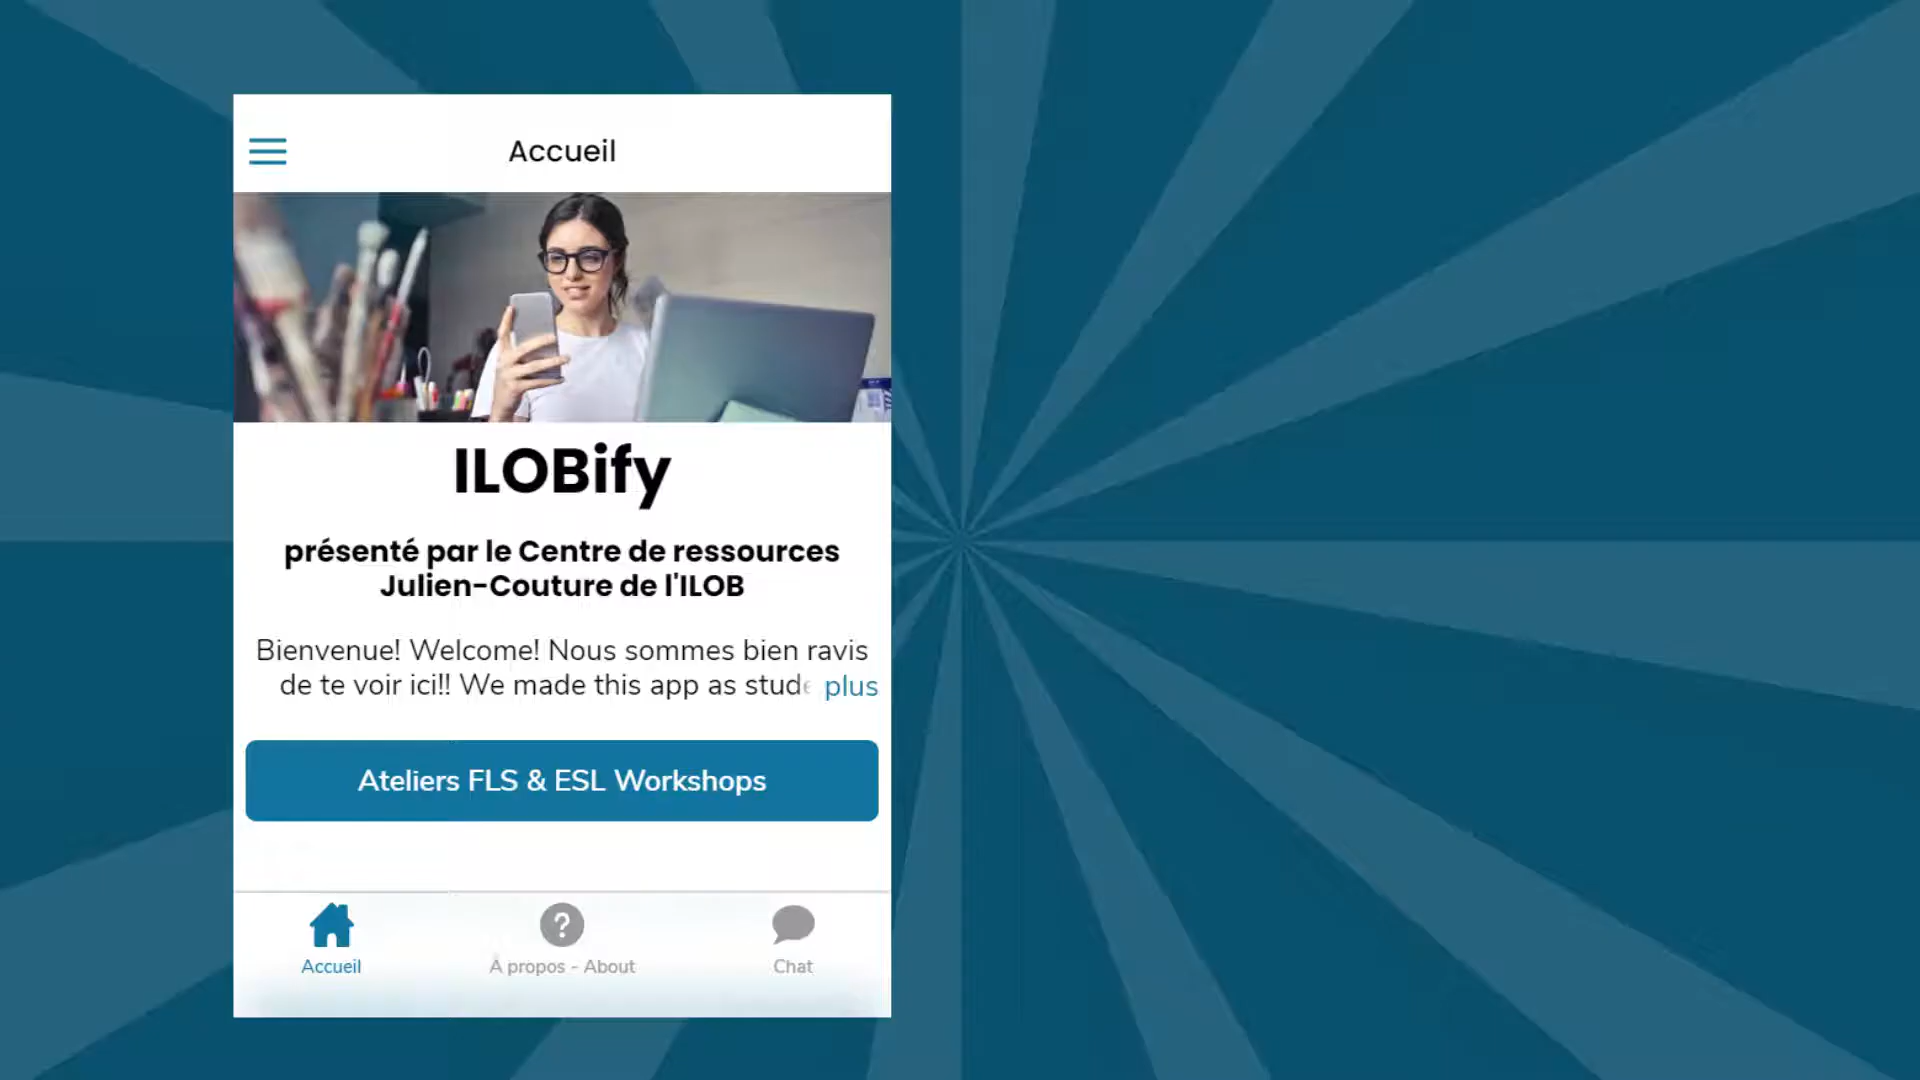 Accueil
ILOBify
présenté par le Centre de ressources
Julien-Couture de l'ILOB
Bienvenue! Welcome! Nous sommes bien ravis
de te voir ici!! We made this app as plus
Ateliers FLS & ESL Workshops
Accueil
À propos - About
Chat